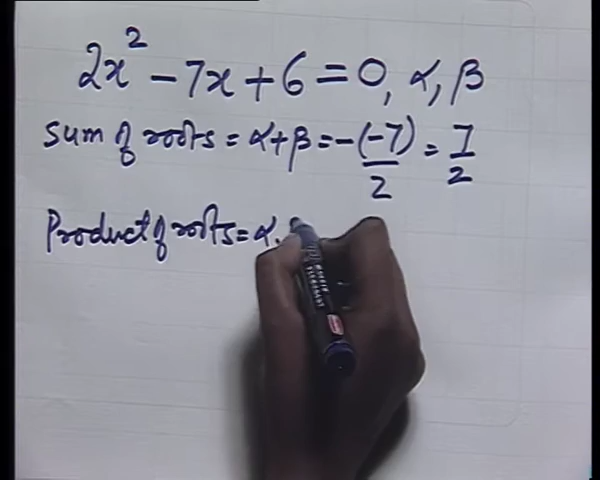 2x² - 7x + 6 = 0, α, β
Sum of roots = α + β = -(-7)/2 = 7/2
Product of roots = α.